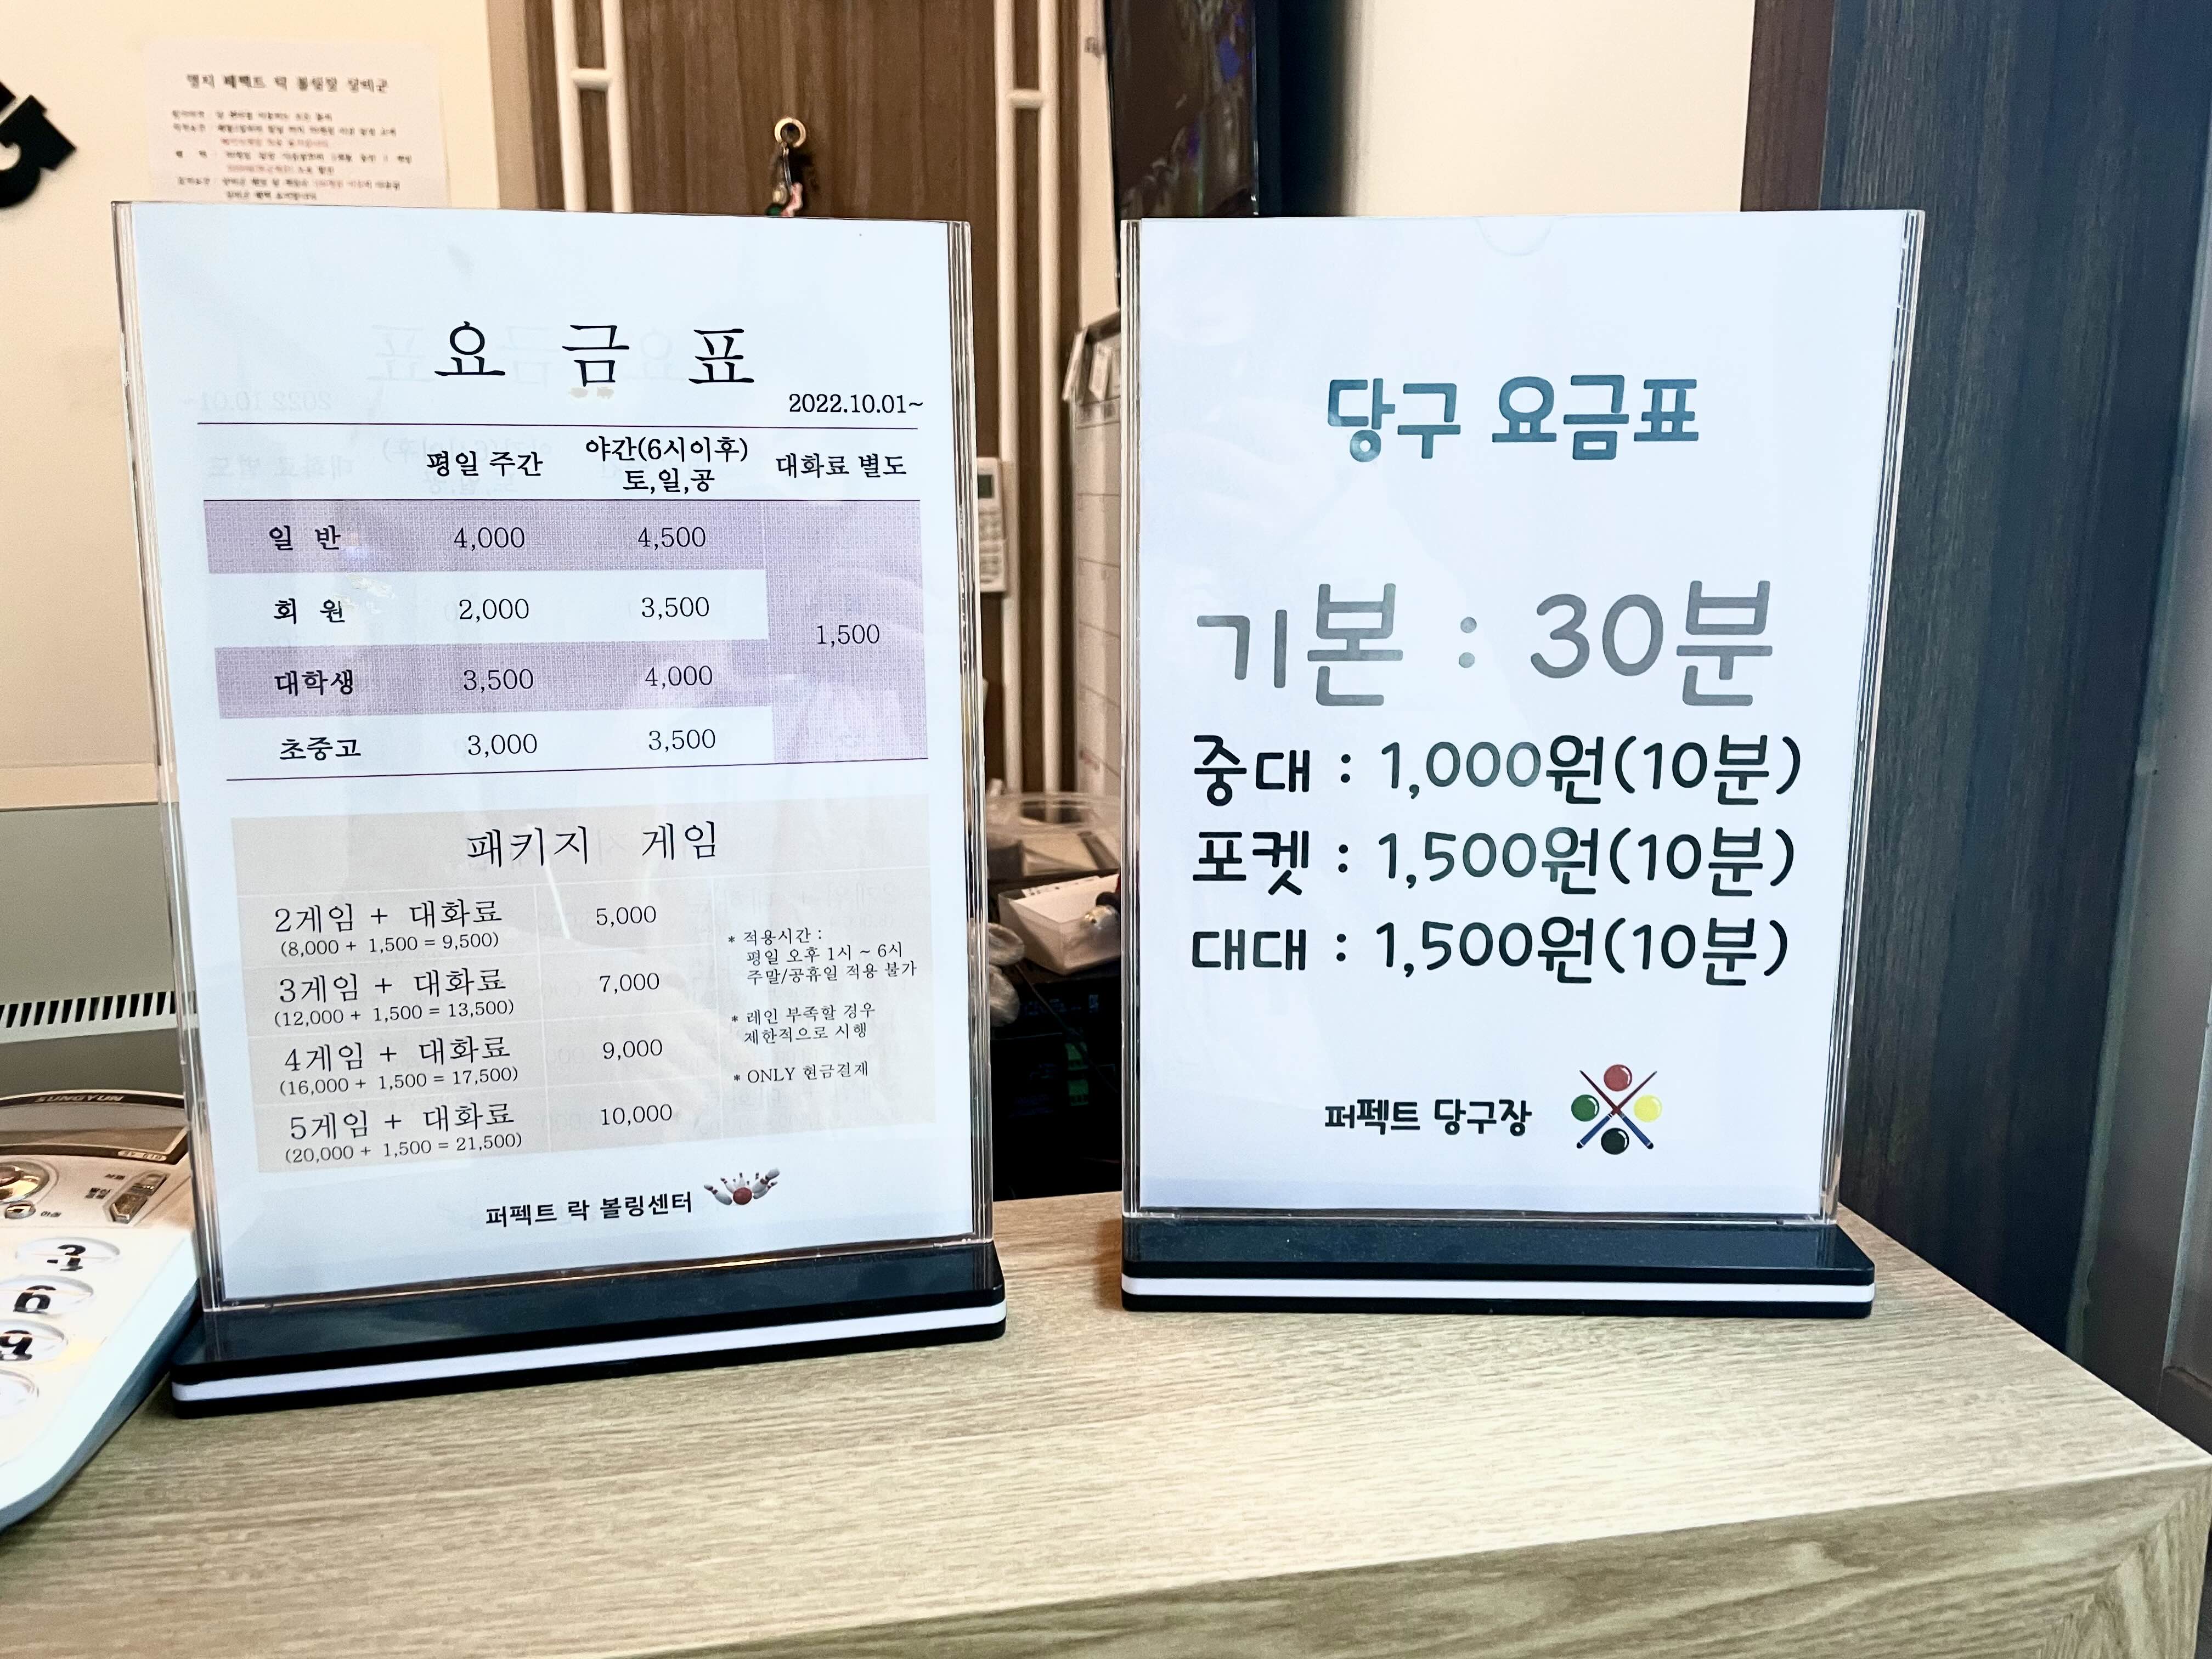 요 금 표
2022.10.01~
평일 주간 야간(6시이후) 토,일,공 대화료 별도
일 반 4,000 4,500
회 원 2,000 3,500
1,500
대학생 3,500 4,000
초중고 3,000 3,500
패키지 게임
2게임 + 대화료 5,000
(8,000 + 1,500 = 9,500)
3게임 + 대화료 7,000
(12,000 + 1,500 = 13,500)
4게임 + 대화료 9,000
(16,000 + 1,500 = 17,500)
5게임 + 대화료 10,000
(20,000 + 1,500 = 21,500)
* 적용시간 :
평일 오후 1시 ~ 6시
주말/공휴일 적용 불가
* 레인 부족할 경우
제한적으로 시행
* ONLY 현금결재
퍼펙트 락 볼링센터
당구 요금표
기본 : 30분
중대 : 1,000원(10분)
포켓 : 1,500원(10분)
대대 : 1,500원(10분)
퍼펙트 당구장
SUNGYUN